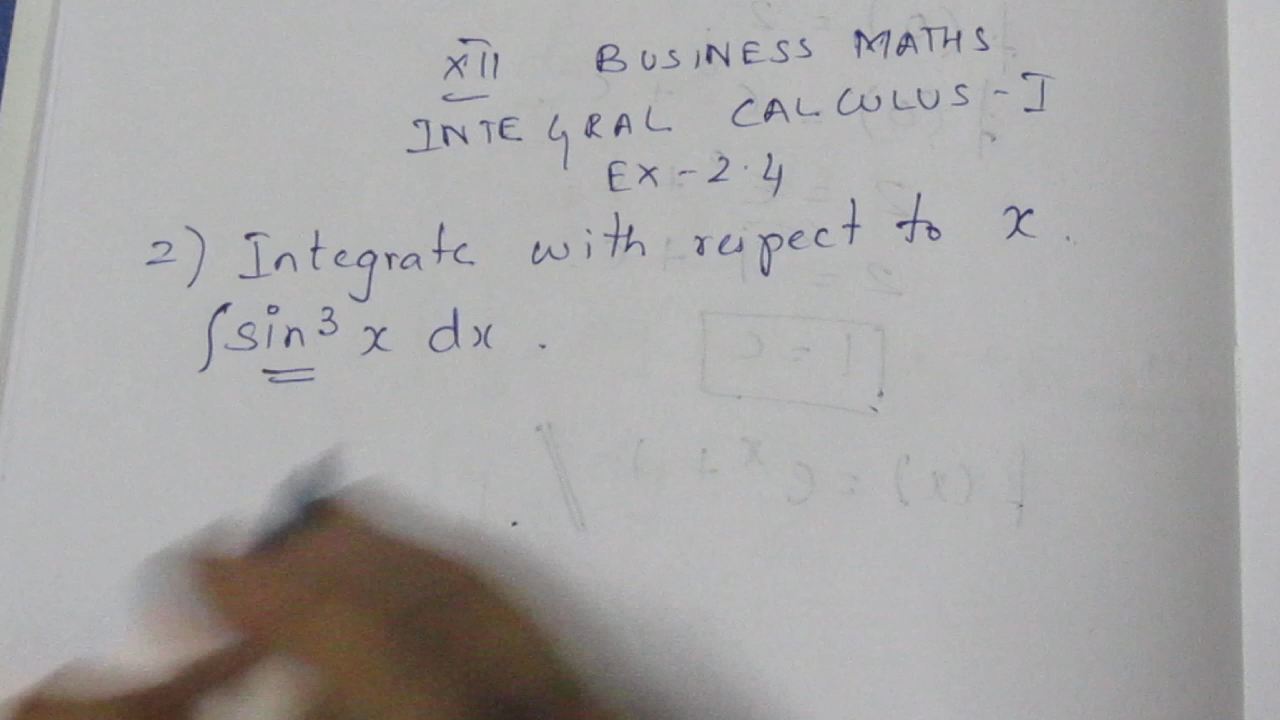 XII BUSINESS MATHS
INTEGRAL CALCULUS - I
EX - 2.4
2) Integrate with respect to x.
∫sin³ x dx.